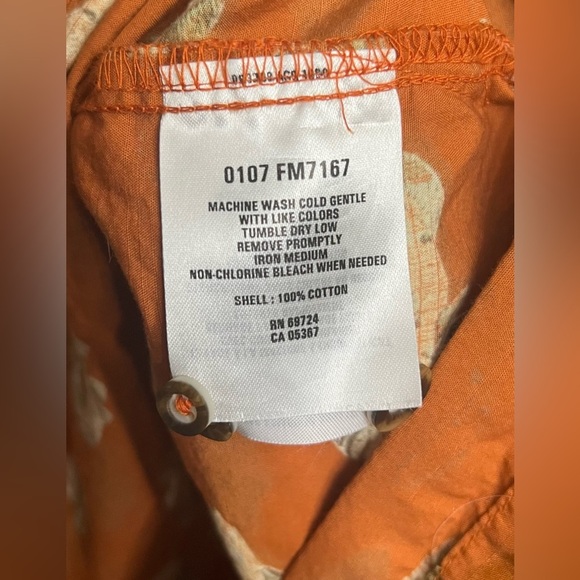 0107 FM7167
MACHINE WASH COLD GENTLE
WITH LIKE COLORS
TUMBLE DRY LOW
REMOVE PROMPTLY
IRON MEDIUM
NON-CHLORINE BLEACH WHEN NEEDED
SHELL : 100% COTTON
RN 69724
CA 05367